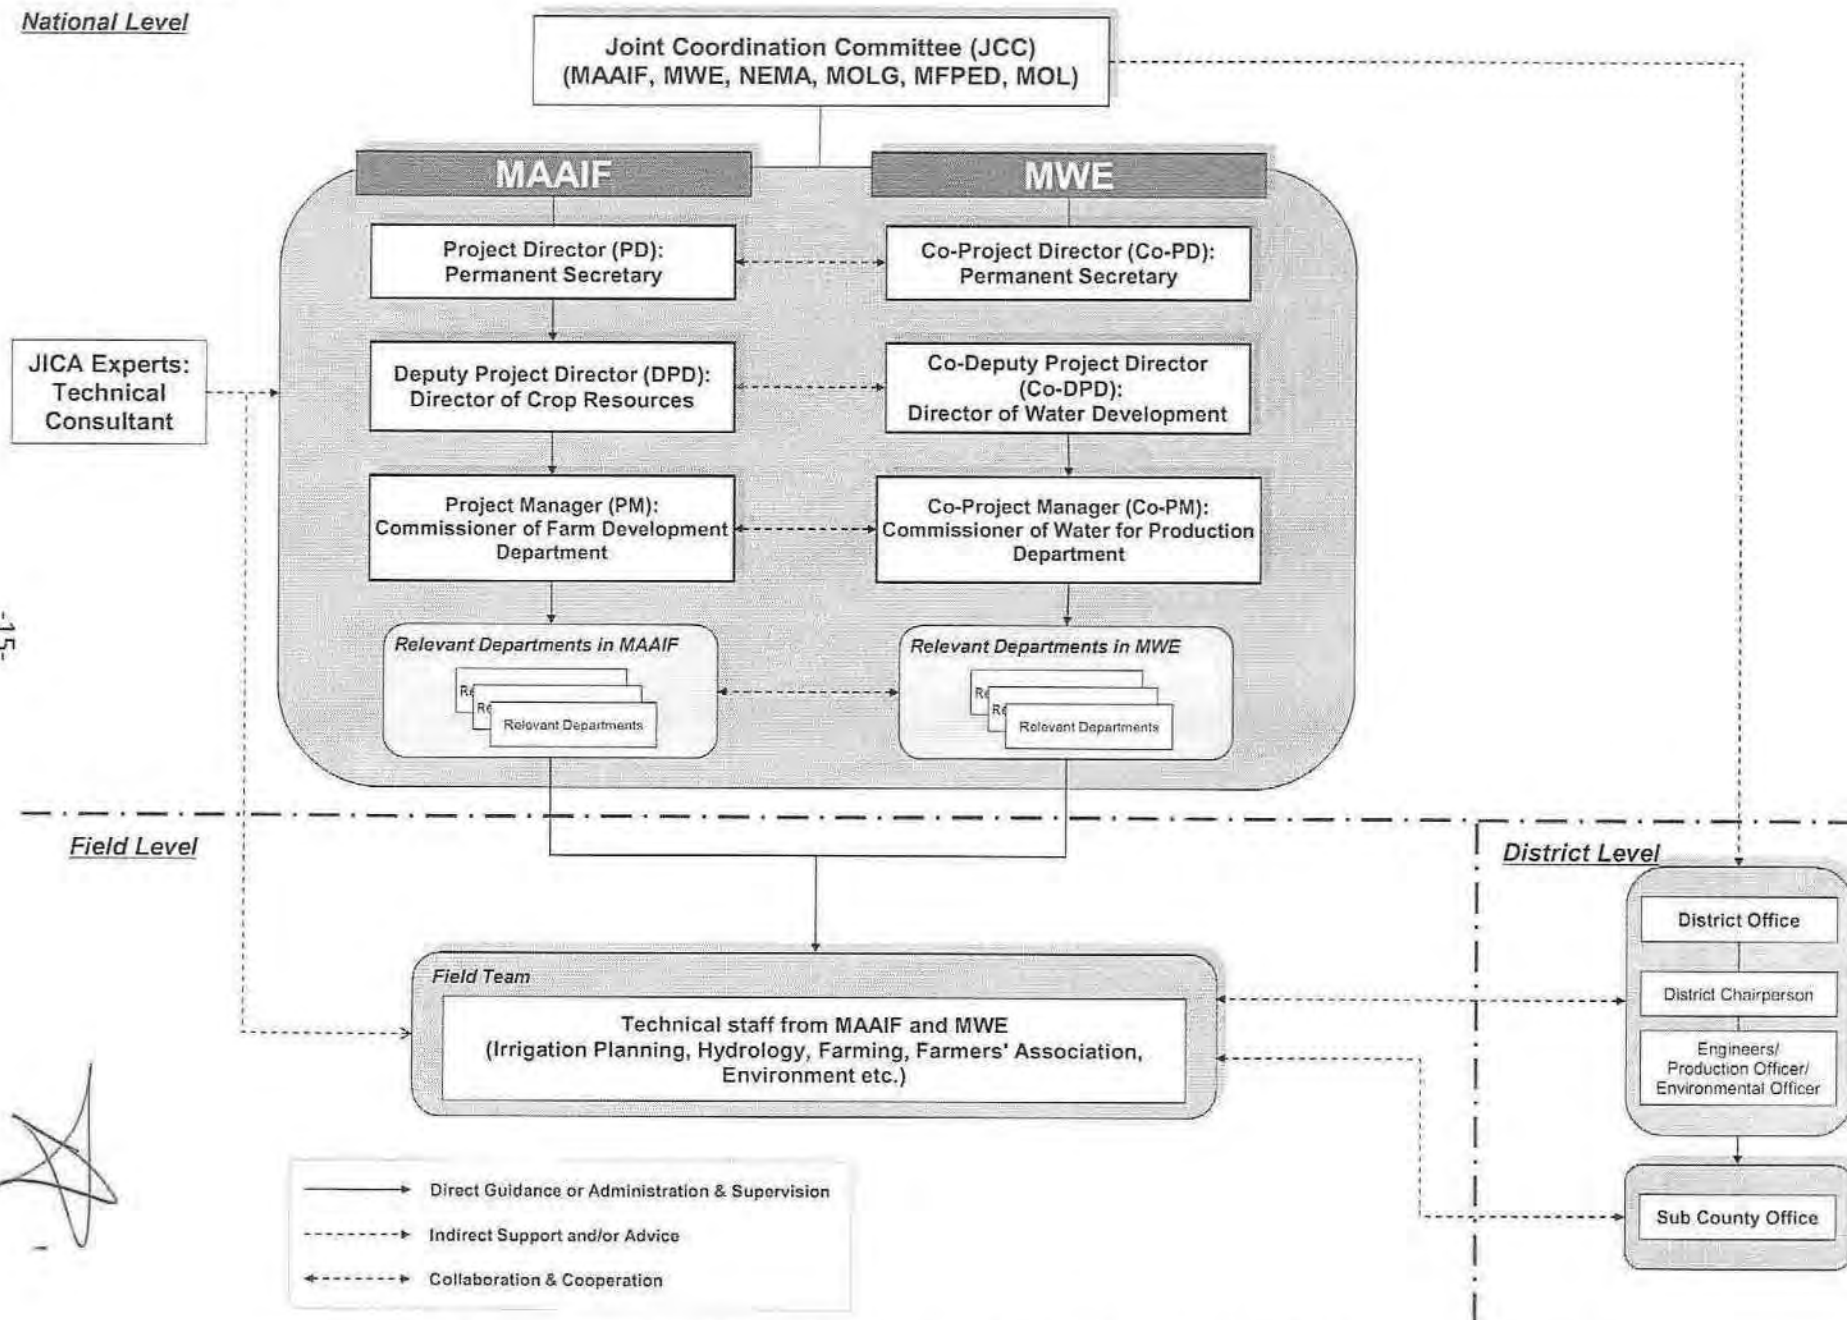 National Level
Joint Coordination Committee (JCC)
(MAAIF, MWE, NEMA, MOLG, MFPED, MOL)
MAAIF
MWE
Project Director (PD):
Permanent Secretary
Co-Project Director (Co-PD):
Permanent Secretary
JICA Experts:
Technical
Consultant
Deputy Project Director (DPD):
Director of Crop Resources
Co-Deputy Project Director
(Co-DPD):
Director of Water Development
Project Manager (PM):
Commissioner of Farm Development
Department
Co-Project Manager (Co-PM):
Commissioner of Water for Production
Department
-15-
Relevant Departments in MAAIF
Re
Re
Relevant Departments
Relevant Departments in MWE
Re
Re
Relevant Departments
Field Level
District Level
District Office
District Chairperson
Engineers/
Production Officer/
Environmental Officer
Sub County Office
Field Team
Technical staff from MAAIF and MWE
(Irrigation Planning, Hydrology, Farming, Farmers' Association,
Environment etc.)
Direct Guidance or Administration & Supervision
Indirect Support and/or Advice
Collaboration & Cooperation